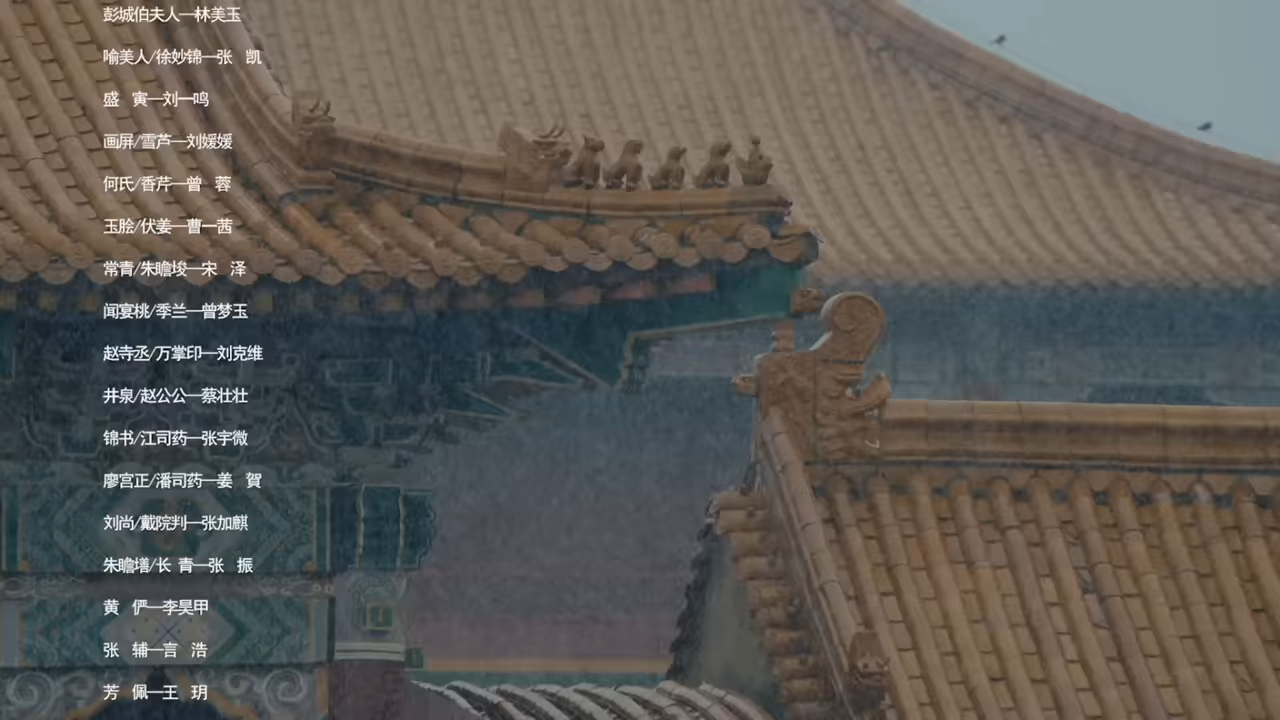 彭城伯夫人—林美玉
喻美人/徐妙锦—张　凯
盛　寅—刘一鸣
画屏/雪芦—刘媛媛
何氏/香芹—曾　蓉
玉脍/伏姜—曹一茜
常青/朱瞻埈—宋　泽
闻宴桃/季兰—曾梦玉
赵寺丞/万掌印—刘克维
井泉/赵公公—蔡壮壮
锦书/江司药—张宇微
廖宫正/潘司药—姜　賀
刘尚/戴院判—张加麒
朱瞻墡/长 青—张　振
黄　俨—李昊甲
张　辅—言　浩
芳　佩—王　玥